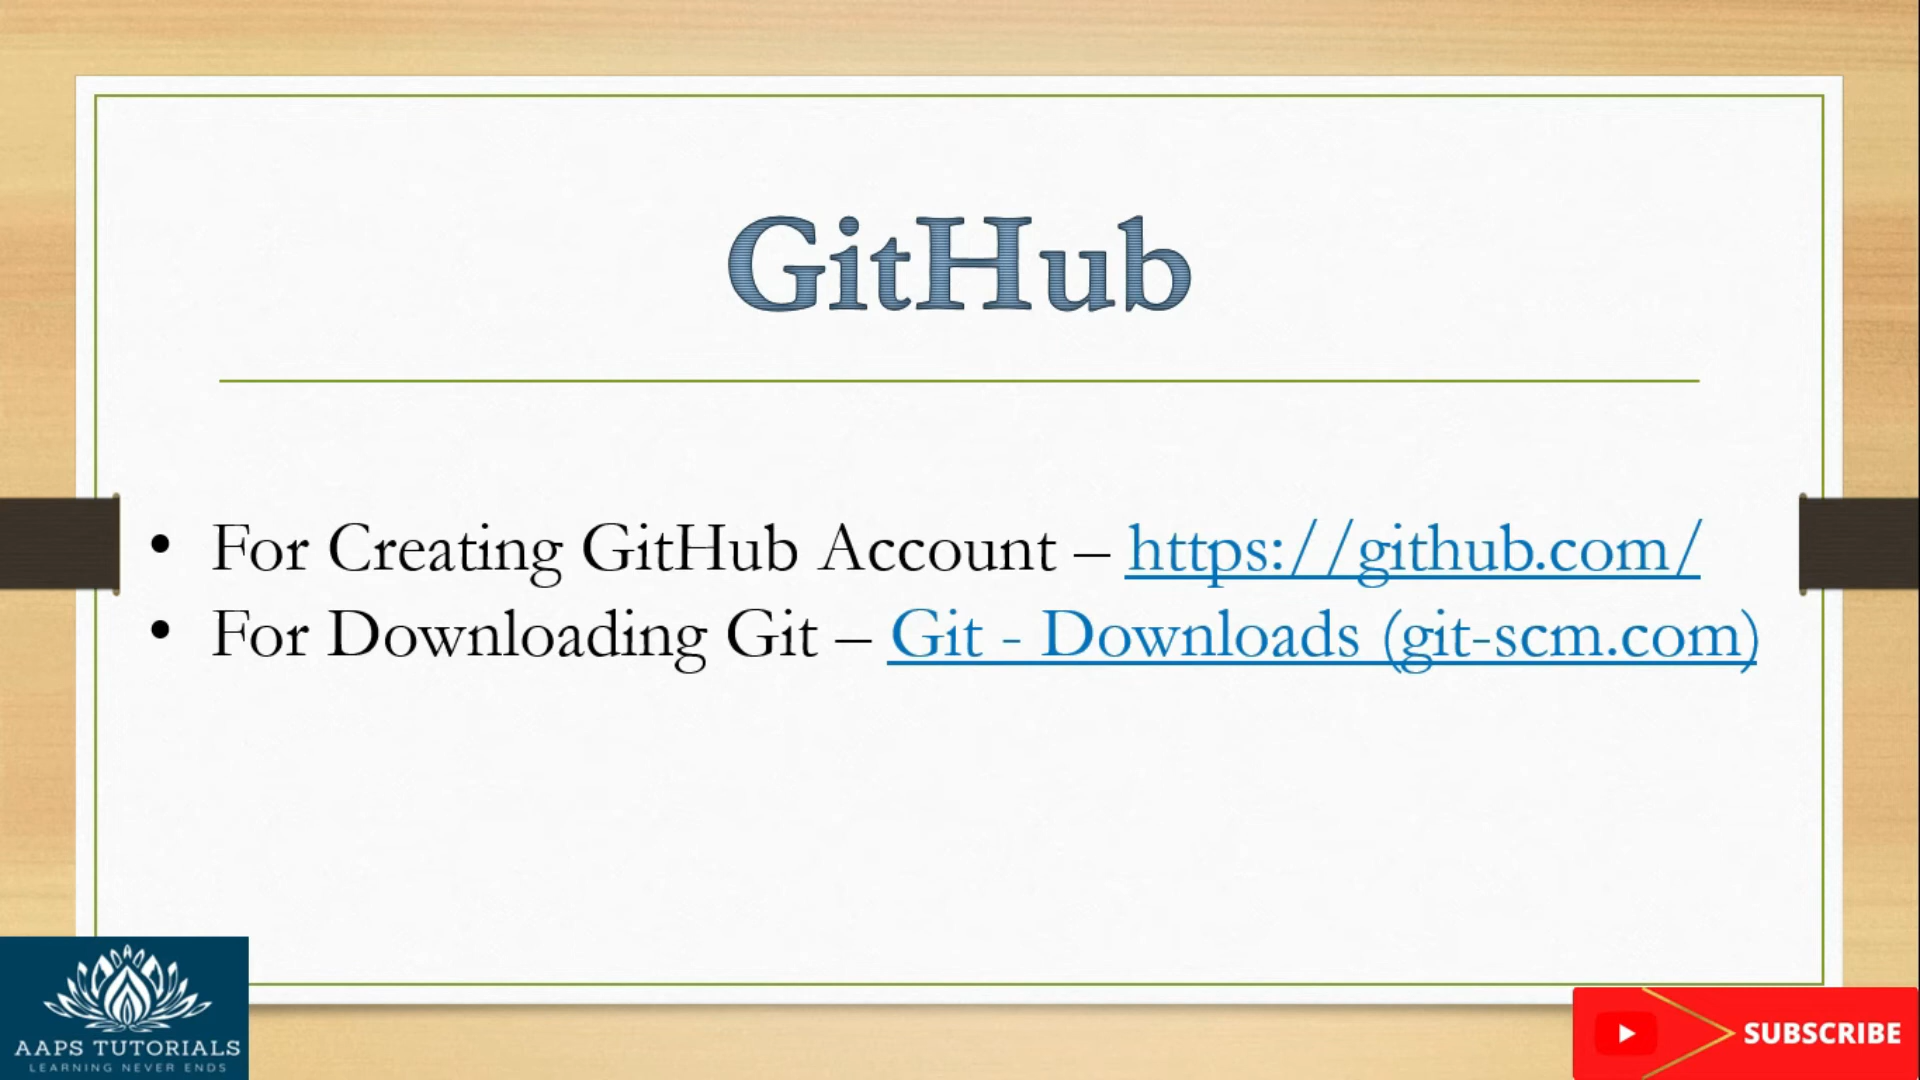 GitHub
• For Creating GitHub Account – https://github.com/
• For Downloading Git – Git - Downloads (git-scm.com)
AAPS TUTORIALS
LEARNING NEVER ENDS
SUBSCRIBE